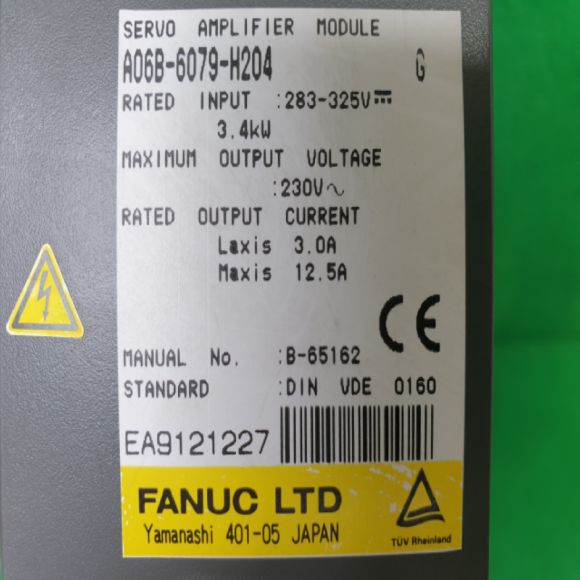 SERVO AMPLIFIER MODULE
A06B-6079-H204 G
RATED INPUT :283-325V⎓
3.4kW
MAXIMUM OUTPUT VOLTAGE
:230V~
RATED OUTPUT CURRENT
Laxis 3.0A
Maxis 12.5A
CE
MANUAL No. :B-65162
STANDARD :DIN VDE 0160
EA9121227
FANUC LTD
Yamanashi 401-05 JAPAN
TÜV Rheinland